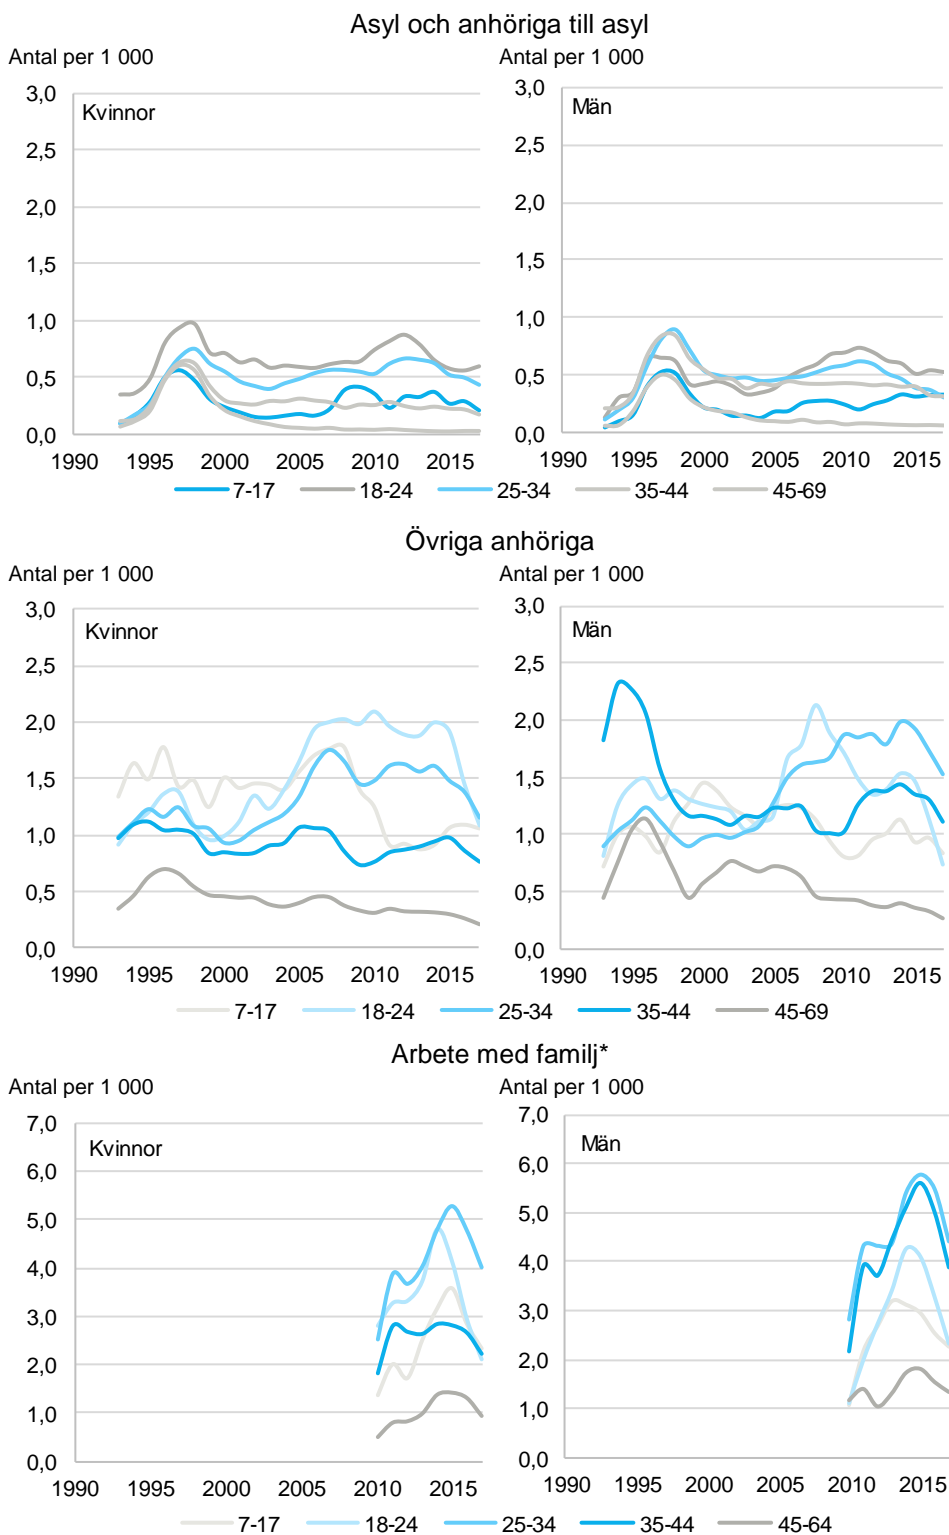 Asyl och anhöriga till asyl
Antal per 1 000 Antal per 1 000
Kvinnor
3,0
2,5
2,0
1,5
1,0
0,5
0,0
1990 1995 2000 2005 2010 2015
Män
3,0
2,5
2,0
1,5
1,0
0,5
0,0
1990 1995 2000 2005 2010 2015
7-17 18-24 25-34 35-44 45-69
Övriga anhöriga
Antal per 1 000 Antal per 1 000
Kvinnor
3,0
2,5
2,0
1,5
1,0
0,5
0,0
1990 1995 2000 2005 2010 2015
Män
3,0
2,5
2,0
1,5
1,0
0,5
0,0
1990 1995 2000 2005 2010 2015
7-17 18-24 25-34 35-44 45-69
Arbete med familj*
Antal per 1 000 Antal per 1 000
Kvinnor
7,0
6,0
5,0
4,0
3,0
2,0
1,0
0,0
1990 1995 2000 2005 2010 2015
Män
7,0
6,0
5,0
4,0
3,0
2,0
1,0
0,0
1990 1995 2000 2005 2010 2015
7-17 18-24 25-34 35-44 45-64